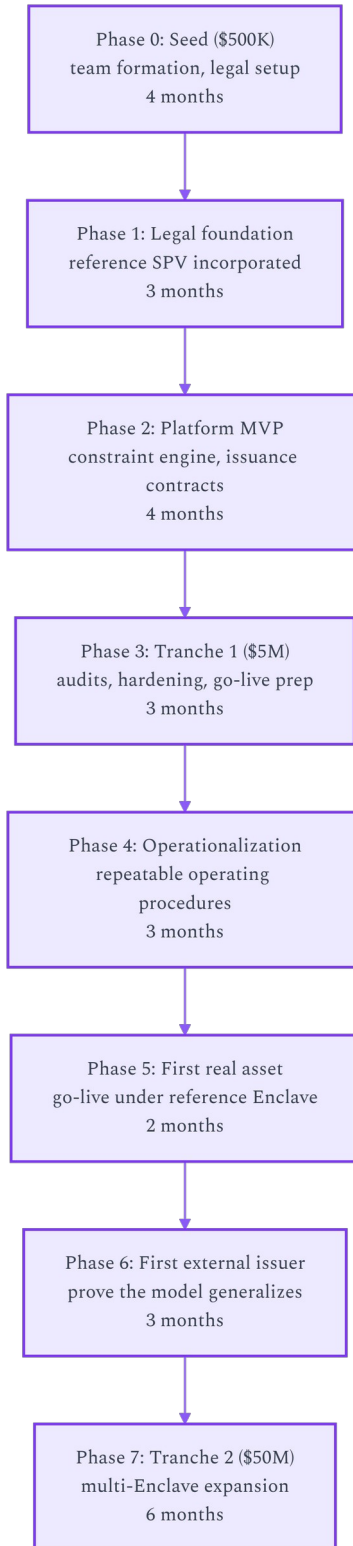 Phase 0: Seed ($500K)
team formation, legal setup
4 months
Phase 1: Legal foundation
reference SPV incorporated
3 months
Phase 2: Platform MVP
constraint engine, issuance
contracts
4 months
Phase 3: Tranche 1 ($5M)
audits, hardening, go-live prep
3 months
Phase 4: Operationalization
repeatable operating
procedures
3 months
Phase 5: First real asset
go-live under reference Enclave
2 months
Phase 6: First external issuer
prove the model generalizes
3 months
Phase 7: Tranche 2 ($50M)
multi-Enclave expansion
6 months